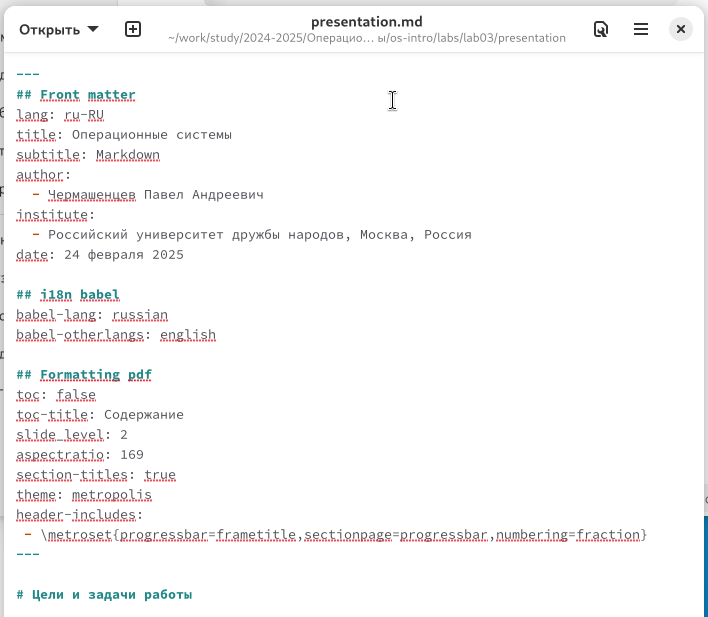 Открыть
presentation.md
~/work/study/2024-2025/Операцио… ы/os-intro/labs/lab03/presentation
---
## Front matter
lang: ru-RU
title: Операционные системы
subtitle: Markdown
author:
  - Чермашенцев Павел Андреевич
institute:
  - Российский университет дружбы народов, Москва, Россия
date: 24 февраля 2025

## i18n babel
babel-lang: russian
babel-otherlangs: english

## Formatting pdf
toc: false
toc-title: Содержание
slide_level: 2
aspectratio: 169
section-titles: true
theme: metropolis
header-includes:
 - \metroset{progressbar=frametitle,sectionpage=progressbar,numbering=fraction}
---

# Цели и задачи работы